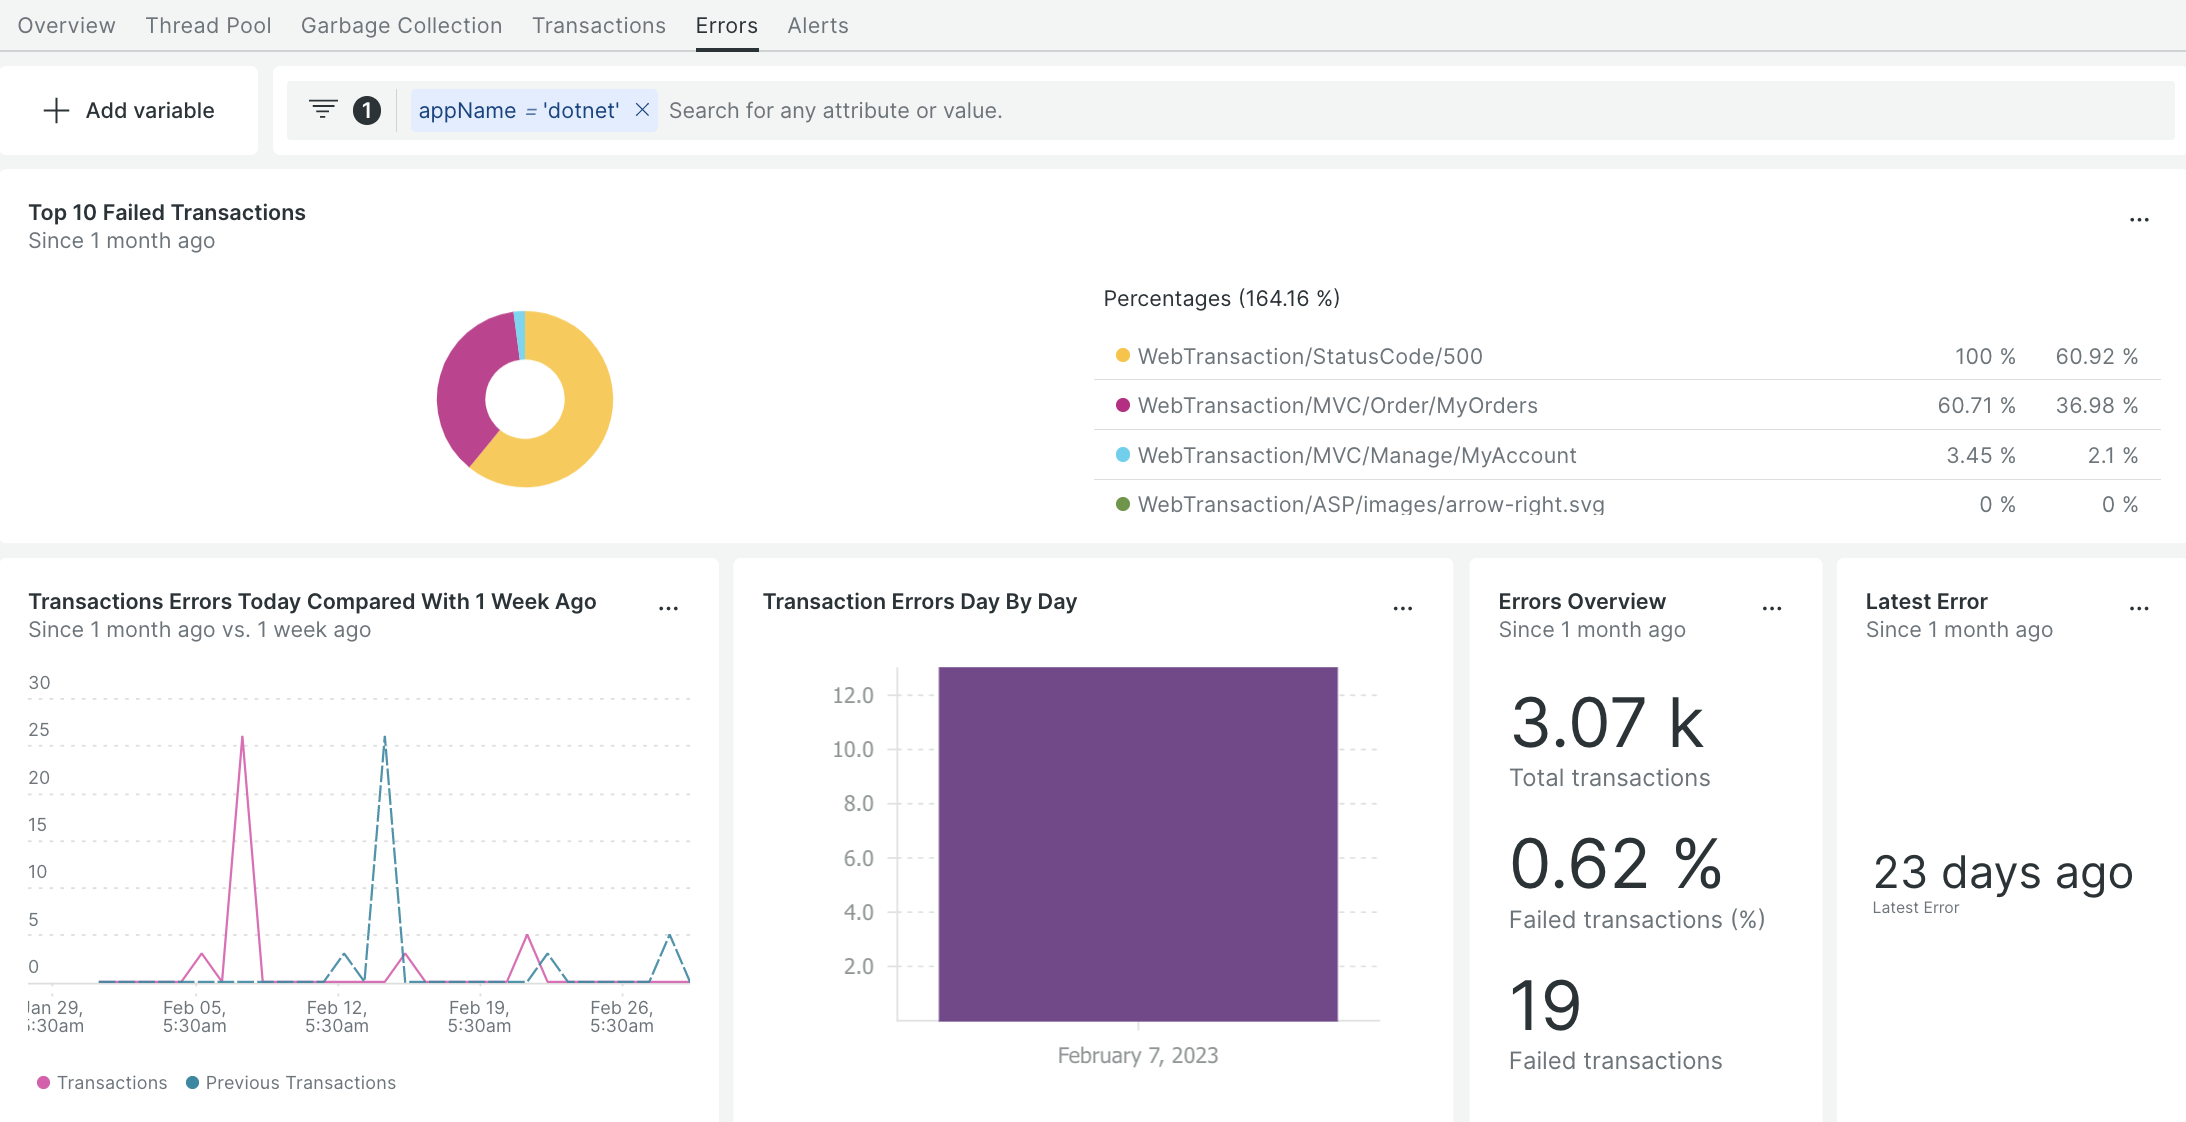 Overview Thread Pool Garbage Collection Transactions Errors Alerts
Add variable
1 appName = 'dotnet' Search for any attribute or value.
Top 10 Failed Transactions
Since 1 month ago
Percentages (164.16 %)
WebTransaction/StatusCode/500 100 % 60.92 %
WebTransaction/MVC/Order/MyOrders 60.71 % 36.98 %
WebTransaction/MVC/Manage/MyAccount 3.45 % 2.1 %
WebTransaction/ASP/images/arrow-right.svg 0 % 0 %
Transactions Errors Today Compared With 1 Week Ago
Since 1 month ago vs. 1 week ago
30
25
20
15
10
5
0
Jan 29, Feb 05, Feb 12, Feb 19, Feb 26,
5:30am 5:30am 5:30am 5:30am 5:30am
Transactions Previous Transactions
Transaction Errors Day By Day
12.0
10.0
8.0
6.0
4.0
2.0
February 7, 2023
Errors Overview
Since 1 month ago
3.07 k
Total transactions
0.62 %
Failed transactions (%)
19
Failed transactions
Latest Error
Since 1 month ago
23 days ago
Latest Error